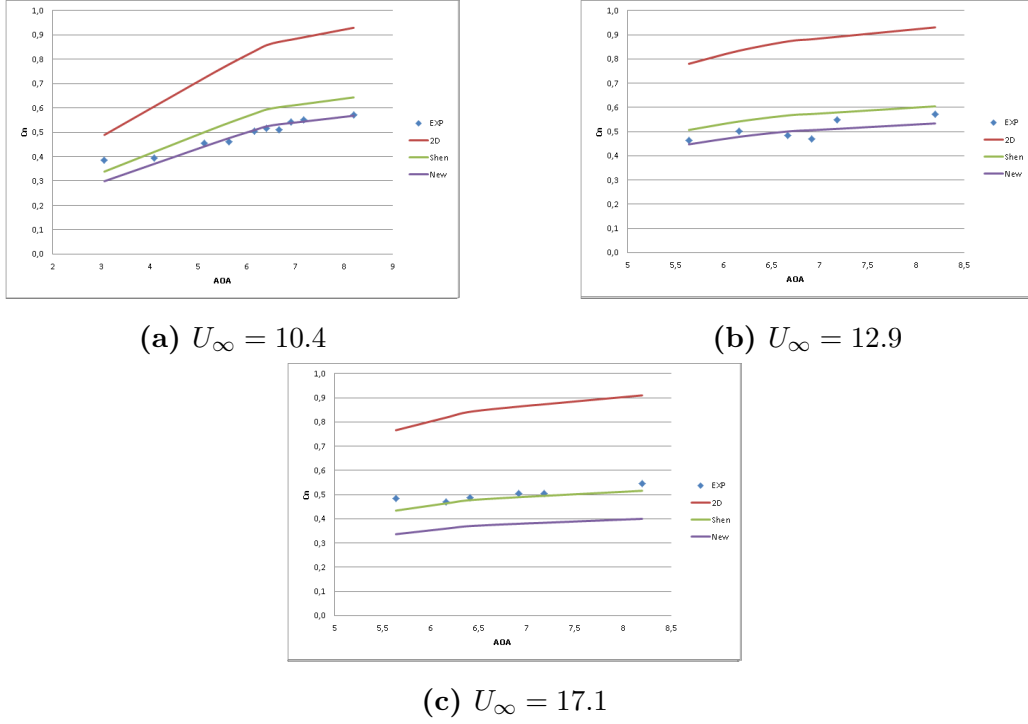 1,0
0,9
0,8
0,7
0,6
0,5
0,4
0,3
0,2
0,1
0,0
Cn
2 3 4 5 6 7 8 9
AOA
EXP
2D
Shen
New
(a) U∞ = 10.4
1,0
0,9
0,8
0,7
0,6
0,5
0,4
0,3
0,2
0,1
0,0
Cn
5 5,5 6 6,5 7 7,5 8 8,5
AOA
EXP
2D
Shen
New
(b) U∞ = 12.9
1,0
0,9
0,8
0,7
0,6
0,5
0,4
0,3
0,2
0,1
0,0
Cn
5 5,5 6 6,5 7 7,5 8 8,5
AOA
EXP
2D
Shen
New
(c) U∞ = 17.1